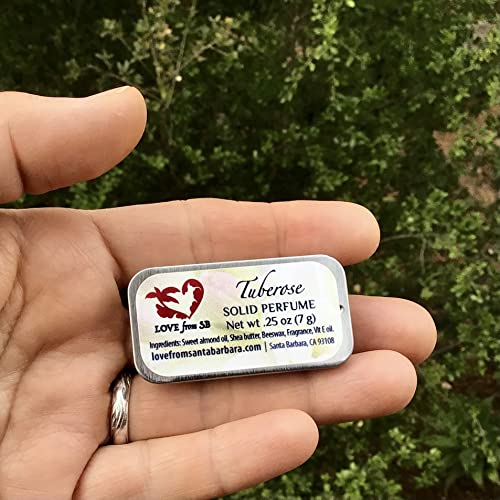 Tuberose
SOLID PERFUME
Net wt .25 oz (7 g)
LOVE from SB
Ingredients: Sweet almond oil, Shea butter, Beeswax, Fragrance, Vit E oil.
lovefromsantabarbara.com | Santa Barbara, CA 93108